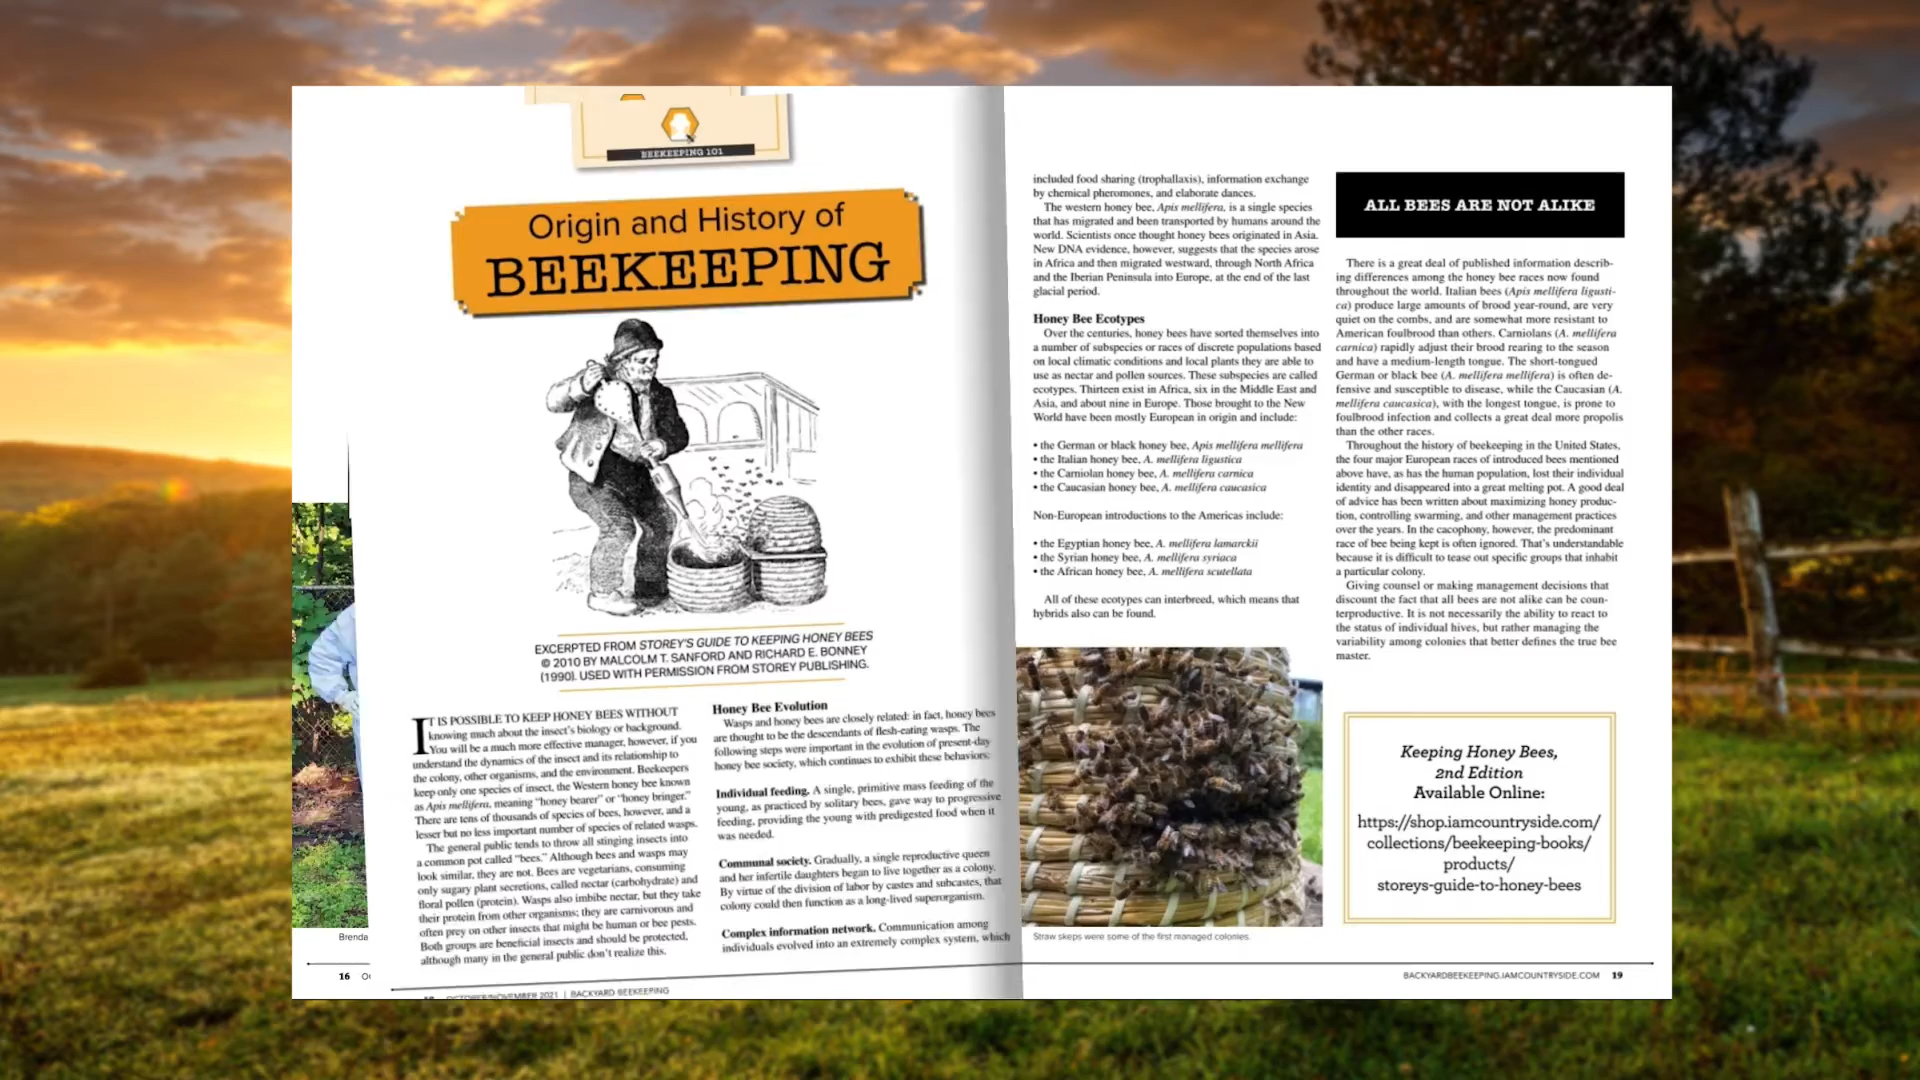 BEEKEEPING 101
Origin and History of
BEEKEEPING
EXCERPTED FROM STOREY'S GUIDE TO KEEPING HONEY BEES
© 2010 BY MALCOLM T. SANFORD AND RICHARD E. BONNEY
(1990). USED WITH PERMISSION FROM STOREY PUBLISHING.
IT IS POSSIBLE TO KEEP HONEY BEES WITHOUT
knowing much about the insect's biology or background.
You will be a much more effective manager, however, if you
understand the dynamics of the insect and its relationship to
the colony, other organisms, and the environment. Beekeepers
keep only one species of insect, the Western honey bee known
as Apis mellifera, meaning "honey bearer" or "honey bringer."
There are tens of thousands of species of bees, however, and a
lesser but no less important number of species of related wasps.
The general public tends to throw all stinging insects into
a common pot called "bees." Although bees and wasps may
look similar, they are not. Bees are vegetarians, consuming
only sugary plant secretions, called nectar (carbohydrate) and
floral pollen (protein). Wasps also imbibe nectar, but they take
their protein from other organisms; they are carnivorous and
often prey on other insects that might be human or bee pests.
Both groups are beneficial insects and should be protected,
although many in the general public don't realize this.
Honey Bee Evolution
Wasps and honey bees are closely related: in fact, honey bees
are thought to be the descendants of flesh-eating wasps. The
following steps were important in the evolution of present-day
honey bee society, which continues to exhibit these behaviors:
Individual feeding. A single, primitive mass feeding of the
young, as practiced by solitary bees, gave way to progressive
feeding, providing the young with predigested food when it
was needed.
Communal society. Gradually, a single reproductive queen
and her infertile daughters began to live together as a colony.
By virtue of the division of labor by castes and subcastes, that
colony could then function as a long-lived superorganism.
Complex information network. Communication among
individuals evolved into an extremely complex system, which
Brenda
16
OCTOBER/NOVEMBER 2021 | BACKYARD BEEKEEPING
included food sharing (trophallaxis), information exchange
by chemical pheromones, and elaborate dances.
The western honey bee, Apis mellifera, is a single species
that has migrated and been transported by humans around the
world. Scientists once thought honey bees originated in Asia.
New DNA evidence, however, suggests that the species arose
in Africa and then migrated westward, through North Africa
and the Iberian Peninsula into Europe, at the end of the last
glacial period.
Honey Bee Ecotypes
Over the centuries, honey bees have sorted themselves into
a number of subspecies or races of discrete populations based
on local climatic conditions and local plants they are able to
use as nectar and pollen sources. These subspecies are called
ecotypes. Thirteen exist in Africa, six in the Middle East and
Asia, and about nine in Europe. Those brought to the New
World have been mostly European in origin and include:
• the German or black honey bee, Apis mellifera mellifera
• the Italian honey bee, A. mellifera ligustica
• the Carniolan honey bee, A. mellifera carnica
• the Caucasian honey bee, A. mellifera caucasica
Non-European introductions to the Americas include:
• the Egyptian honey bee, A. mellifera lamarckii
• the Syrian honey bee, A. mellifera syriaca
• the African honey bee, A. mellifera scutellata
All of these ecotypes can interbreed, which means that
hybrids also can be found.
Straw skeps were some of the first managed colonies.
ALL BEES ARE NOT ALIKE
There is a great deal of published information describ-
ing differences among the honey bee races now found
throughout the world. Italian bees (Apis mellifera ligusti-
ca) produce large amounts of brood year-round, are very
quiet on the combs, and are somewhat more resistant to
American foulbrood than others. Carniolans (A. mellifera
carnica) rapidly adjust their brood rearing to the season
and have a medium-length tongue. The short-tongued
German or black bee (A. mellifera mellifera) is often de-
fensive and susceptible to disease, while the Caucasian (A.
mellifera caucasica), with the longest tongue, is prone to
foulbrood infection and collects a great deal more propolis
than the other races.
Throughout the history of beekeeping in the United States,
the four major European races of introduced bees mentioned
above have, as has the human population, lost their individual
identity and disappeared into a great melting pot. A good deal
of advice has been written about maximizing honey produc-
tion, controlling swarming, and other management practices
over the years. In the cacophony, however, the predominant
race of bee being kept is often ignored. That's understandable
because it is difficult to tease out specific groups that inhabit
a particular colony.
Giving counsel or making management decisions that
discount the fact that all bees are not alike can be coun-
terproductive. It is not necessarily the ability to react to
the status of individual hives, but rather managing the
variability among colonies that better defines the true bee
master.
Keeping Honey Bees,
2nd Edition
Available Online:
https://shop.iamcountryside.com/
collections/beekeeping-books/
products/
storeys-guide-to-honey-bees
BACKYARDBEEKEEPING.IAMCOUNTRYSIDE.COM 19